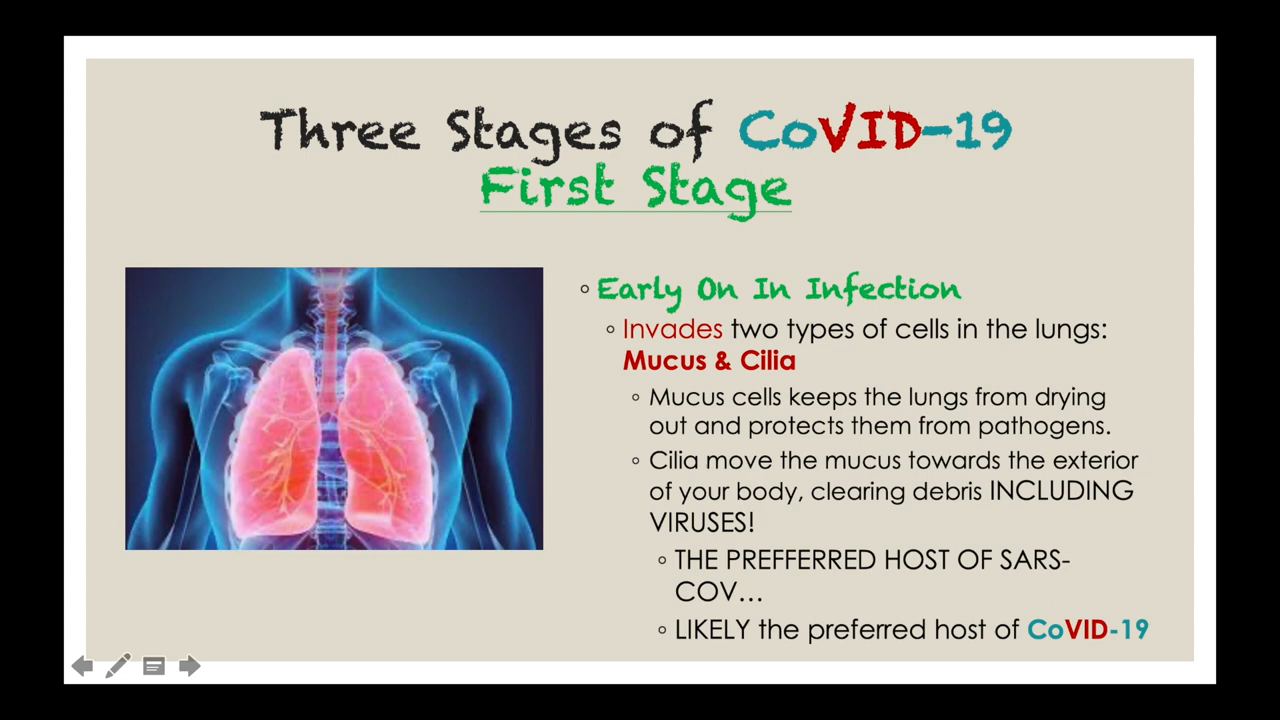 Three Stages of CoVID-19
First Stage
Early On In Infection
Invades two types of cells in the lungs:
Mucus & Cilia
Mucus cells keeps the lungs from drying
out and protects them from pathogens.
Cilia move the mucus towards the exterior
of your body, clearing debris INCLUDING
VIRUSES!
THE PREFFERRED HOST OF SARS-
COV…
LIKELY the preferred host of CoVID-19